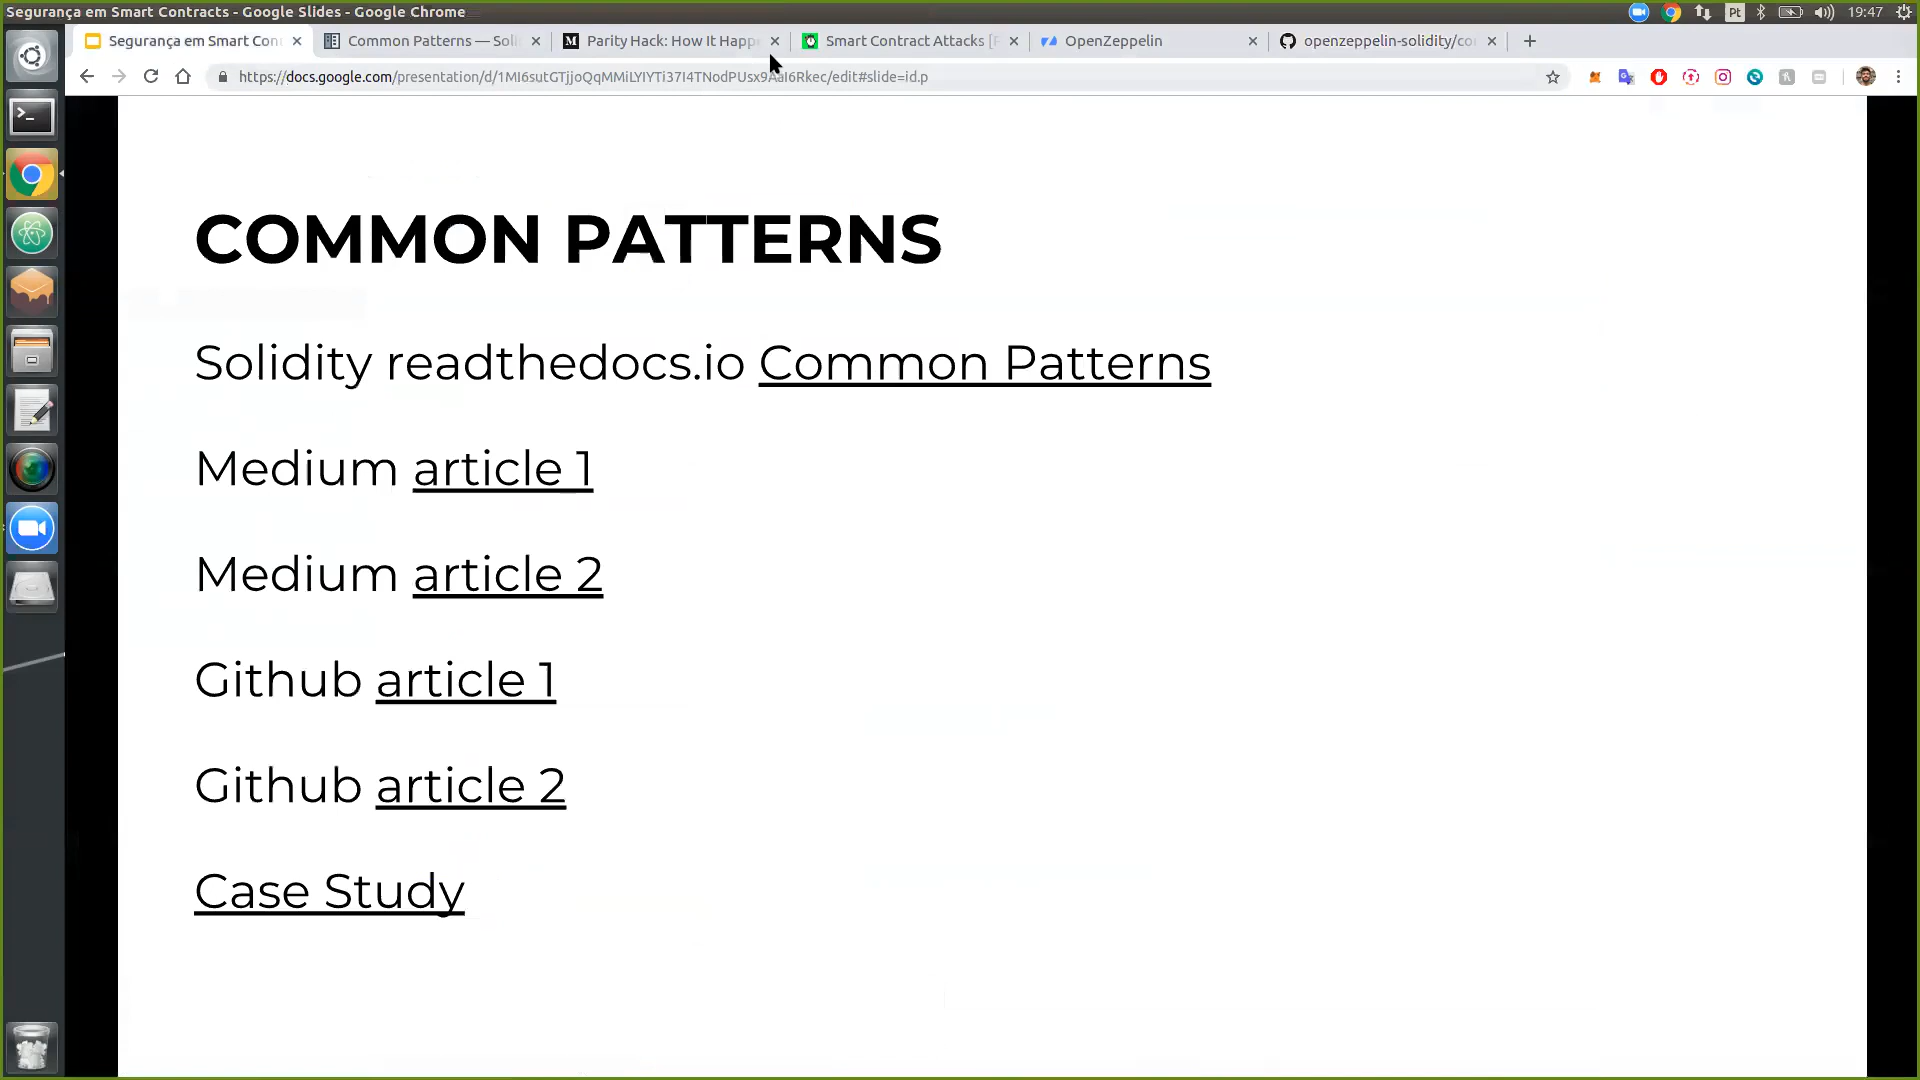 Segurança em Smart Contracts - Google Slides - Google Chrome
Pt
19:47
Segurança em Smart Con
Common Patterns — Soli
Parity Hack: How It Happ
Smart Contract Attacks [
OpenZeppelin
openzeppelin-solidity/co
https://docs.google.com/presentation/d/1MI6sutGTjjoQqMMiLYIYTi37I4TNodPUsx9AaI6Rkec/edit#slide=id.p
COMMON PATTERNS
Solidity readthedocs.io Common Patterns
Medium article 1
Medium article 2
Github article 1
Github article 2
Case Study